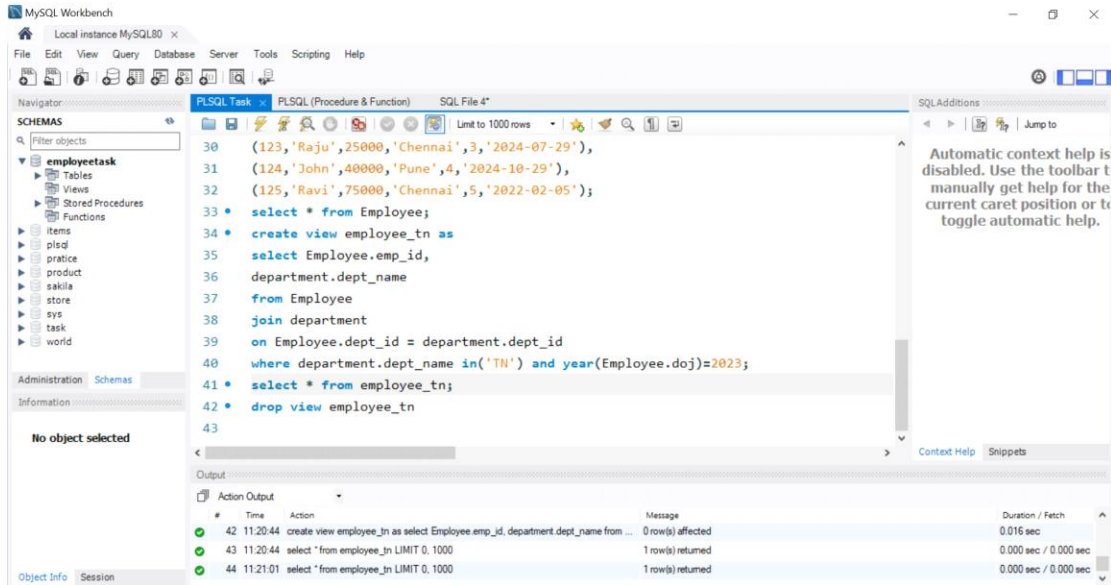 MySQL Workbench
Local instance MySQL80 ×
File Edit View Query Database Server Tools Scripting Help
Navigator
SCHEMAS
Filter objects
employeetask
Tables
Views
Stored Procedures
Functions
items
plsql
pratice
product
sakila
store
sys
task
world
Administration Schemas
Information
No object selected
Object Info Session
PLSQL Task × PLSQL (Procedure & Function) SQL File 4*
Limit to 1000 rows
30 (123,'Raju',25000,'Chennai',3,'2024-07-29'),
31 (124,'John',40000,'Pune',4,'2024-10-29'),
32 (125,'Ravi',75000,'Chennai',5,'2022-02-05');
33 select * from Employee;
34 create view employee_tn as
35 select Employee.emp_id,
36 department.dept_name
37 from Employee
38 join department
39 on Employee.dept_id = department.dept_id
40 where department.dept_name in('TN') and year(Employee.doj)=2023;
41 select * from employee_tn;
42 drop view employee_tn
43
Output
Action Output
# Time Action Message Duration / Fetch
42 11:20:44 create view employee_tn as select Employee.emp_id, department.dept_name from ... 0 row(s) affected 0.016 sec
43 11:20:44 select * from employee_tn LIMIT 0, 1000 1 row(s) returned 0.000 sec / 0.000 sec
44 11:21:01 select * from employee_tn LIMIT 0, 1000 1 row(s) returned 0.000 sec / 0.000 sec
SQLAdditions
Jump to
Automatic context help is
disabled. Use the toolbar t
manually get help for the
current caret position or to
toggle automatic help.
Context Help Snippets